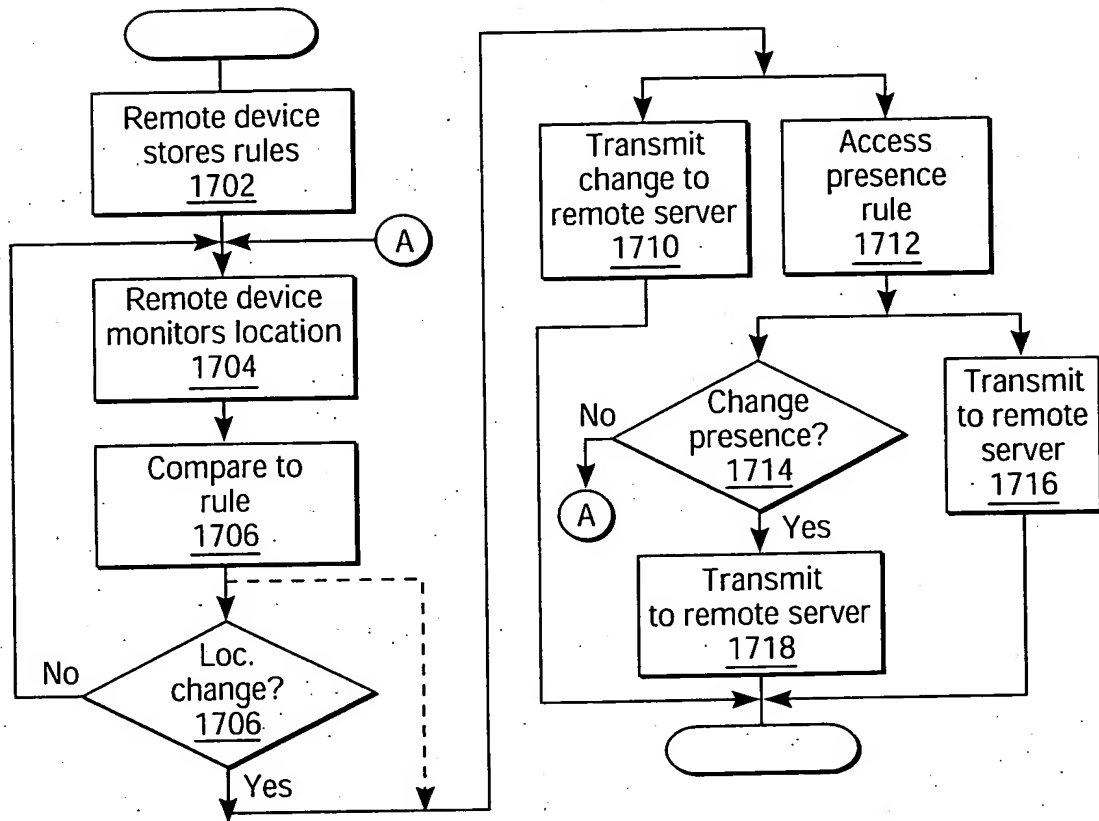 Remote device
stores rules
1702
A
Remote device
monitors location
1704
Compare to
rule
1706
No
Loc.
change?
1706
Yes
Transmit
change to
remote server
1710
Access
presence
rule
1712
No
Change
presence?
1714
A
Yes
Transmit
to remote
server
1716
Transmit
to remote server
1718